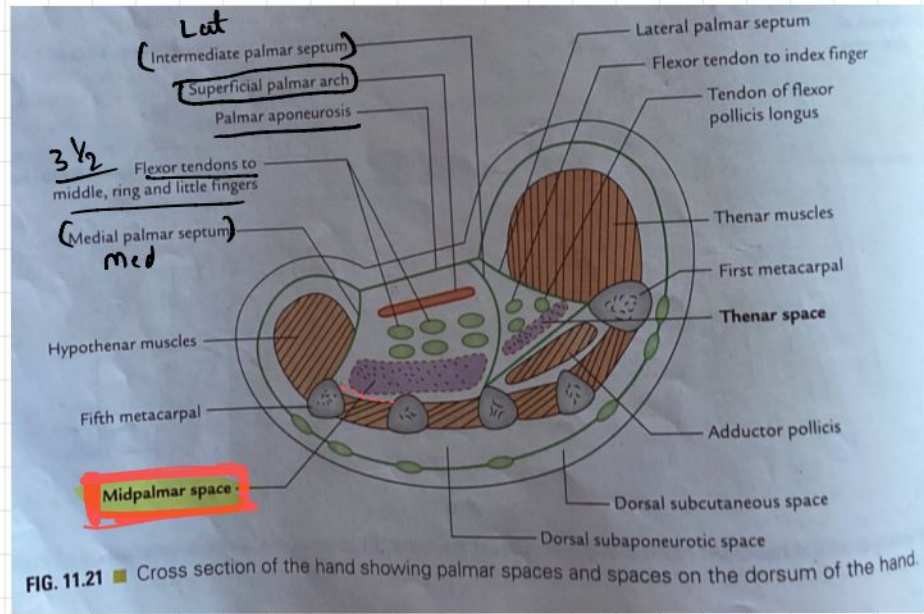 Lat
(Intermediate palmar septum)
Superficial palmar arch
Palmar aponeurosis
3 1/2
Flexor tendons to
middle, ring and little fingers
(Medial palmar septum)
Med
Hypothenar muscles
Fifth metacarpal
Midpalmar space
Lateral palmar septum
Flexor tendon to index finger
Tendon of flexor
pollicis longus
Thenar muscles
First metacarpal
Thenar space
Adductor pollicis
Dorsal subcutaneous space
Dorsal subaponeurotic space
FIG. 11.21 ■ Cross section of the hand showing palmar spaces and spaces on the dorsum of the hand.